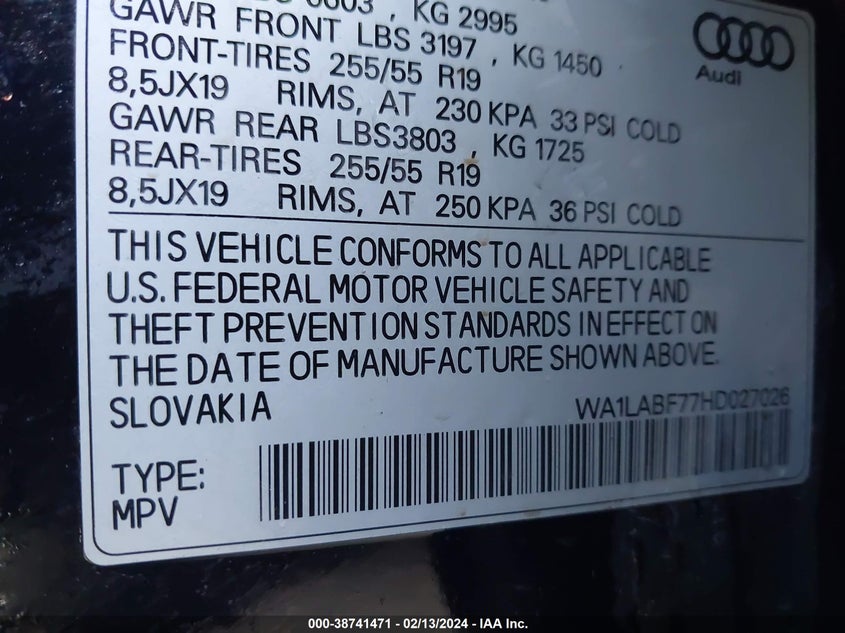 KG 2995
GAWR FRONT LBS 3197 , KG 1450
FRONT-TIRES 255/55 R19
8,5JX19 RIMS, AT 230 KPA 33 PSI COLD
GAWR REAR LBS3803 , KG 1725
REAR-TIRES 255/55 R19
8,5JX19 RIMS, AT 250 KPA 36 PSI COLD
Audi
THIS VEHICLE CONFORMS TO ALL APPLICABLE
U.S. FEDERAL MOTOR VEHICLE SAFETY AND
THEFT PREVENTION STANDARDS IN EFFECT ON
THE DATE OF MANUFACTURE SHOWN ABOVE.
SLOVAKIA WA1LABF77HD027026
TYPE:
MPV
000-38741471 - 02/13/2024 - IAA Inc.